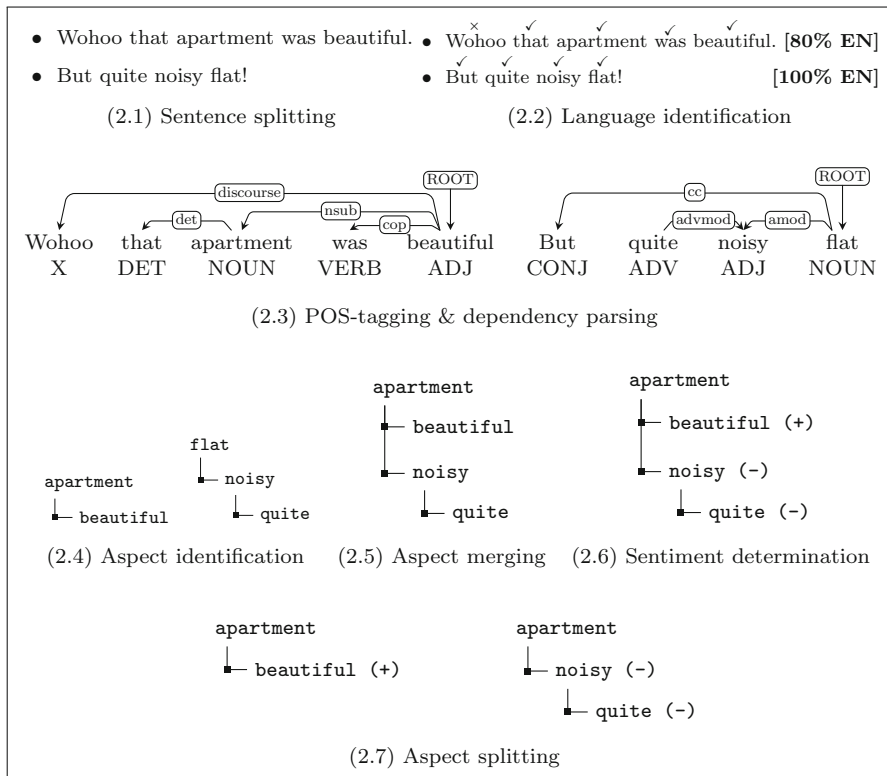 • Wohoo that apartment was beautiful.
• But quite noisy flat!
(2.1) Sentence splitting
× ✓ ✓ ✓ ✓
• Wohoo that apartment was beautiful. [80% EN]
✓ ✓ ✓ ✓
• But quite noisy flat! [100% EN]
(2.2) Language identification
ROOT
discourse
nsub
det
cop
Wohoo that apartment was beautiful
X DET NOUN VERB ADJ
ROOT
cc
advmod amod
But quite noisy flat
CONJ ADV ADJ NOUN
(2.3) POS-tagging & dependency parsing
apartment
beautiful
flat
noisy
quite
(2.4) Aspect identification
apartment
beautiful
noisy
quite
(2.5) Aspect merging
apartment
beautiful (+)
noisy (-)
quite (-)
(2.6) Sentiment determination
apartment
beautiful (+)
apartment
noisy (-)
quite (-)
(2.7) Aspect splitting